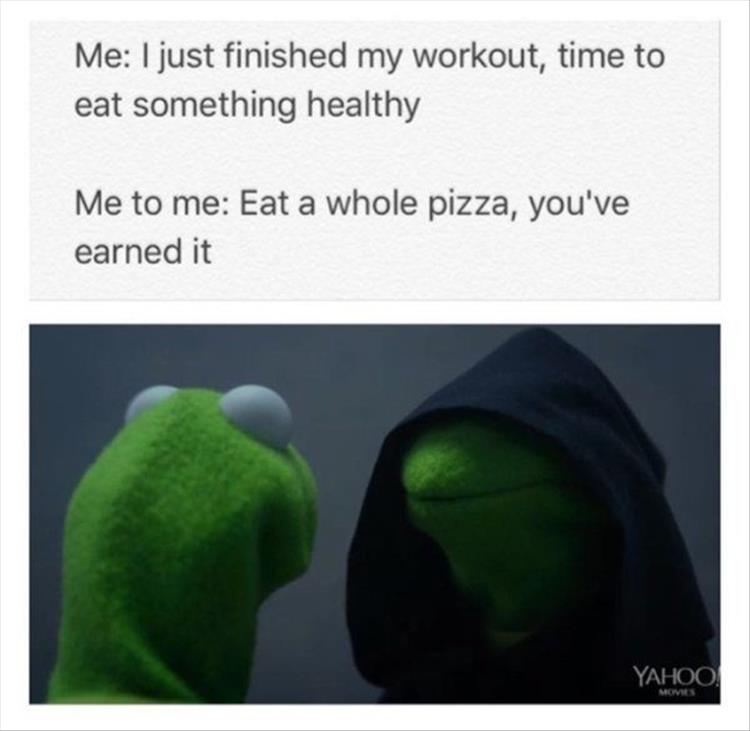 Me: I just finished my workout, time to
eat something healthy
Me to me: Eat a whole pizza, you've
earned it
YAHOO!
MOVIES